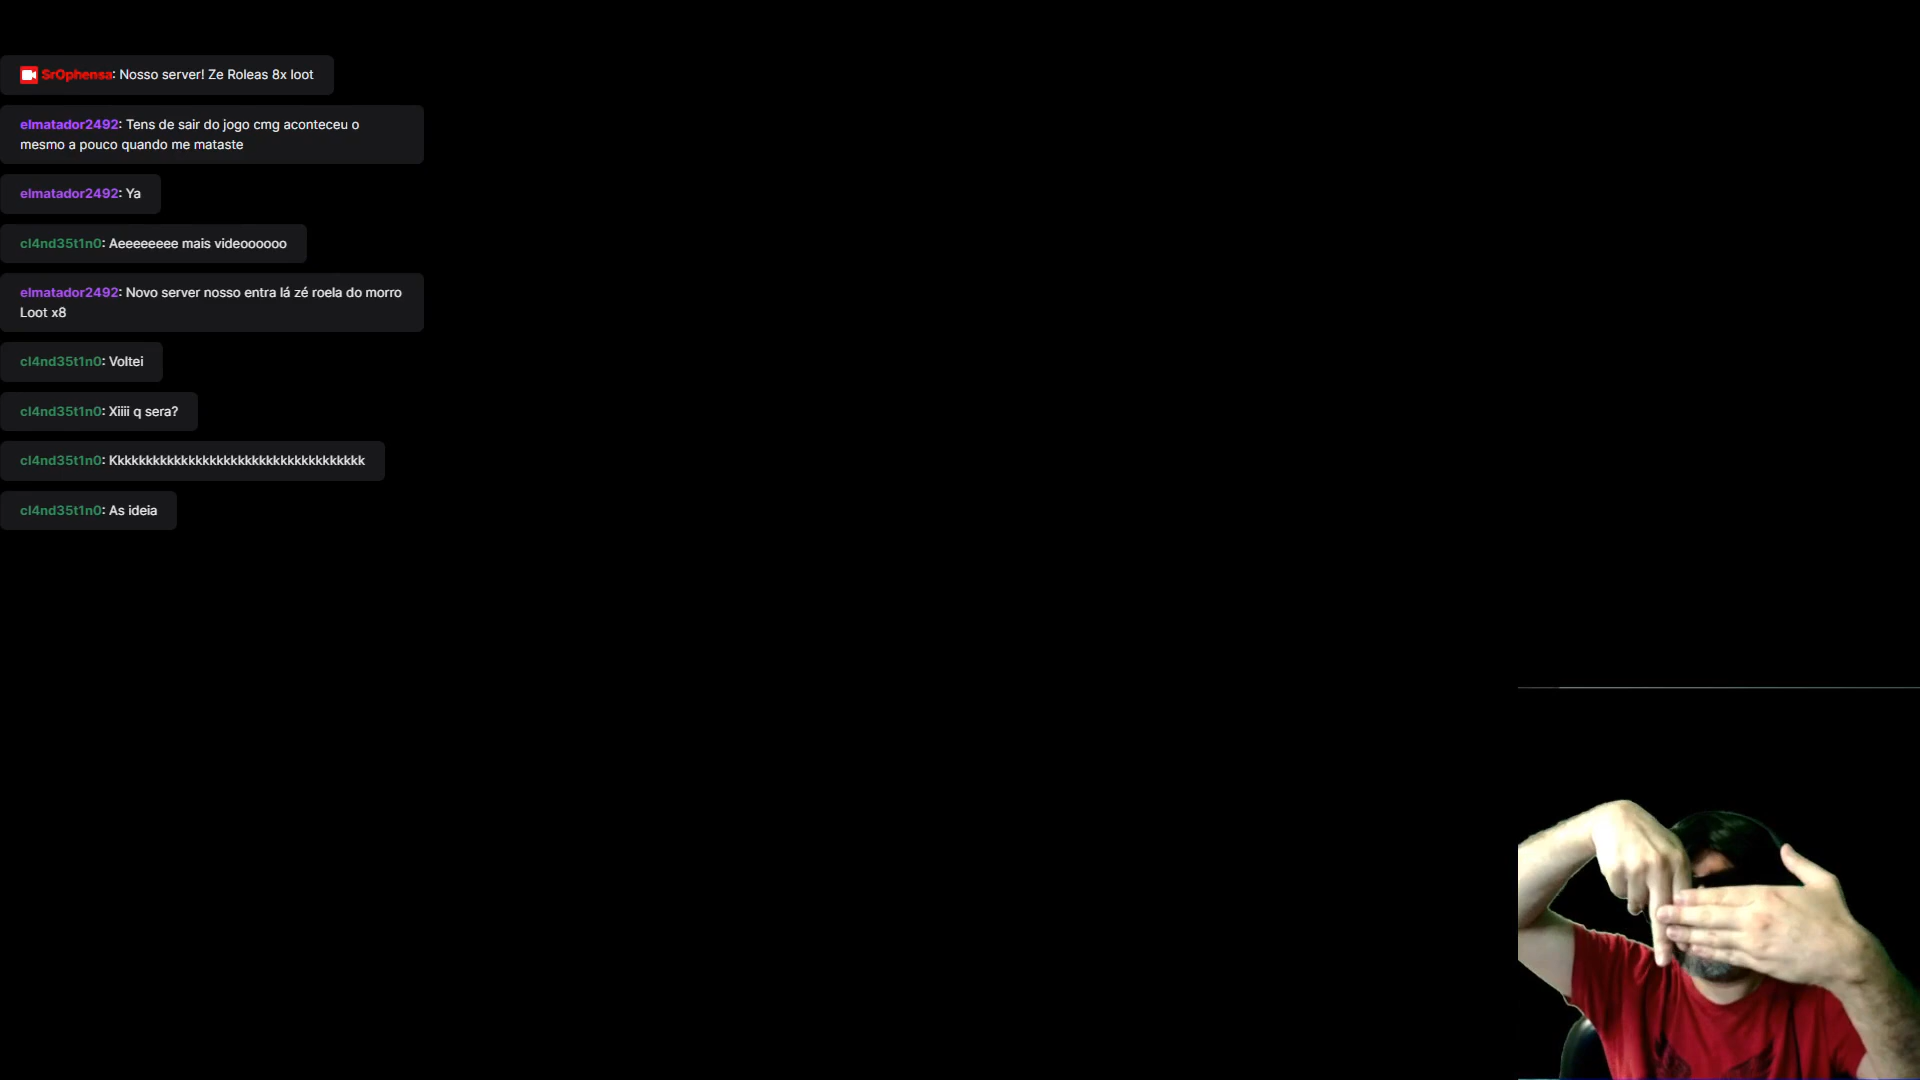 SrOphensa: Nosso server! Ze Roleas 8x loot
elmatador2492: Tens de sair do jogo cmg aconteceu o
mesmo a pouco quando me mataste
elmatador2492: Ya
cl4nd35t1n0: Aeeeeeeee mais videoooooo
elmatador2492: Novo server nosso entra lá zé roela do morro
Loot x8
cl4nd35t1n0: Voltei
cl4nd35t1n0: Xiiii q sera?
cl4nd35t1n0: Kkkkkkkkkkkkkkkkkkkkkkkkkkkkkkkkkkkk
cl4nd35t1n0: As ideia